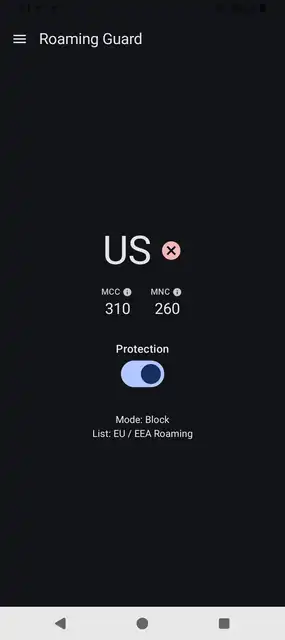 Roaming Guard
US
MCC MNC
310 260
Protection
Mode: Block
List: EU / EEA Roaming